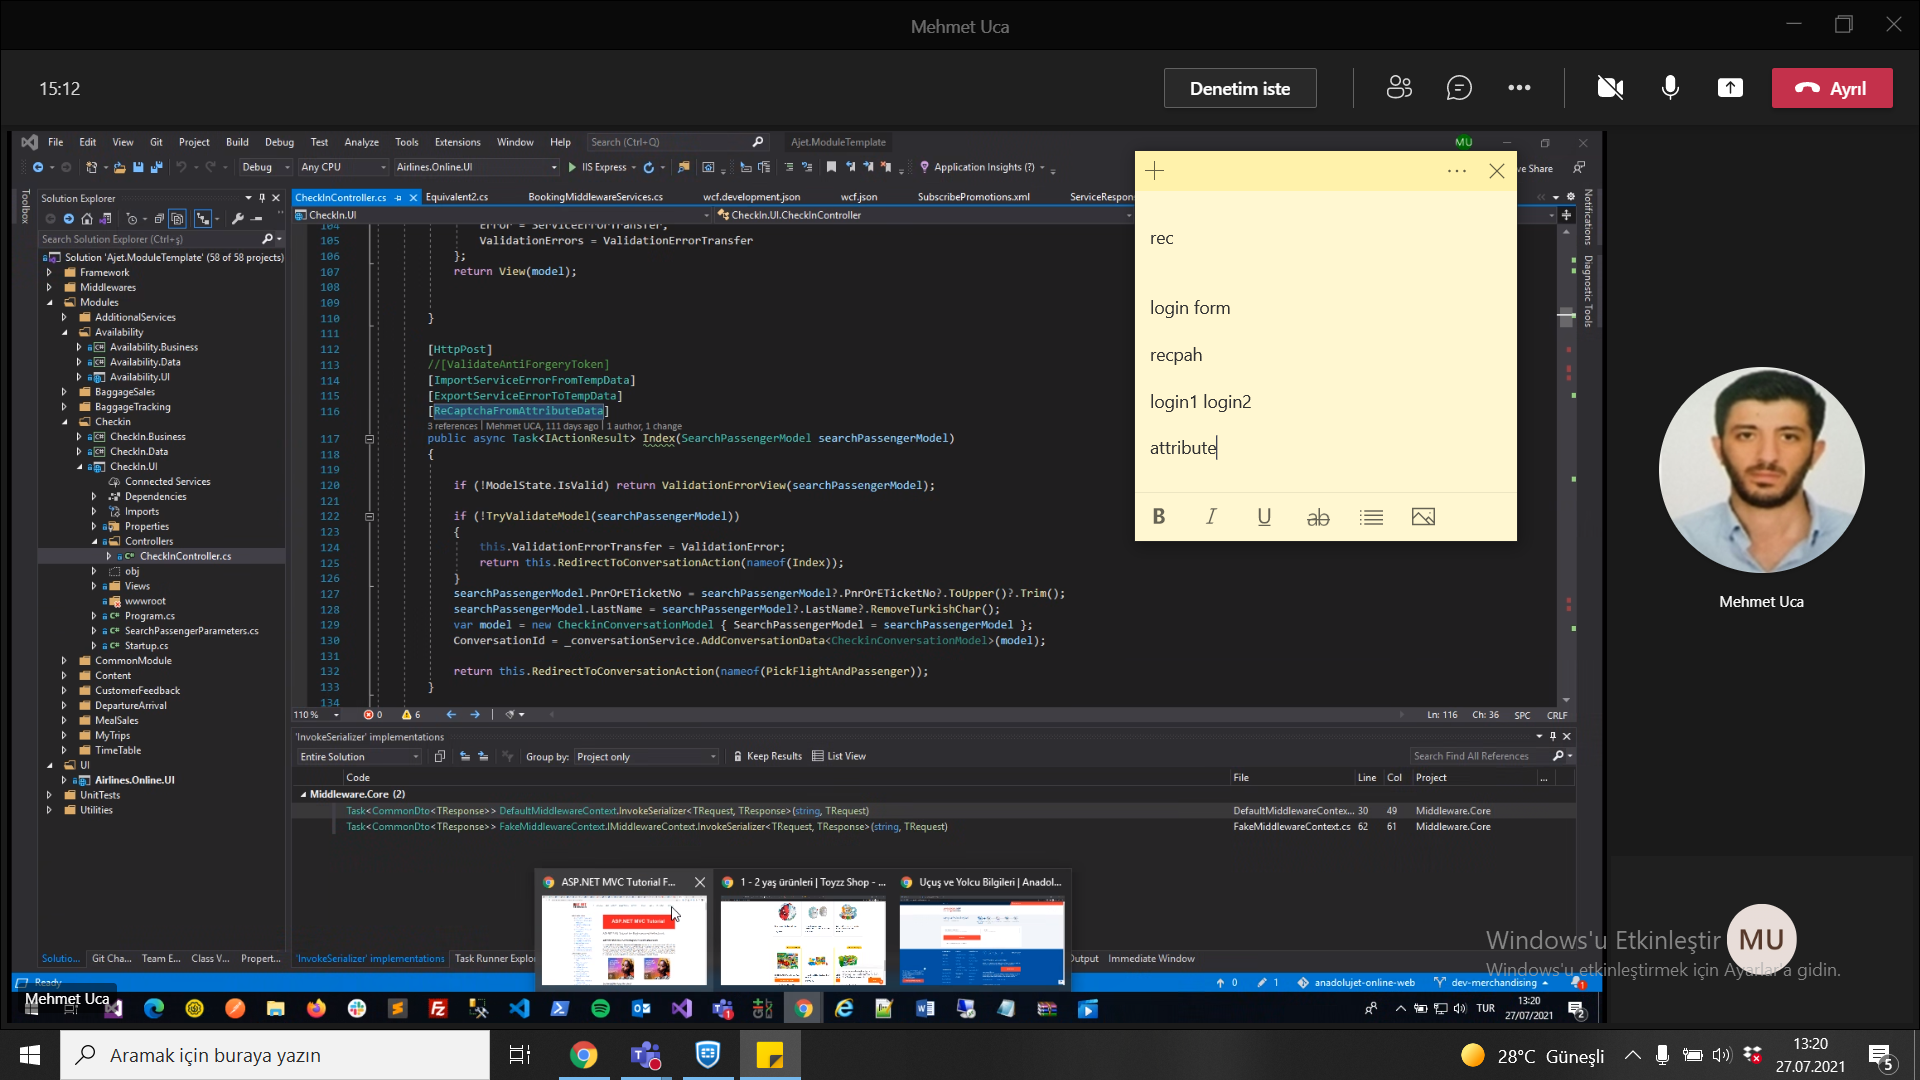 Mehmet Uca
15:12
Denetim iste
Ayrıl
File Edit View Git Project Build Debug Test Analyze Tools Extensions Window Help Search (Ctrl+Q) Ajet.ModuleTemplate MU
Debug Any CPU Airlines.Online.UI IIS Express Application Insights (?) Share
Toolbox
Solution Explorer
Search Solution Explorer (Ctrl+ş)
Solution 'Ajet.ModuleTemplate' (58 of 58 projects)
Framework
Middlewares
Modules
AdditionalServices
Availability
Availability.Business
Availability.Data
Availability.UI
BaggageSales
BaggageTracking
Checkin
CheckIn.Business
CheckIn.Data
CheckIn.UI
Connected Services
Dependencies
Imports
Properties
Controllers
CheckInController.cs
obj
Views
wwwroot
Program.cs
SearchPassengerParameters.cs
Startup.cs
CommonModule
Content
CustomerFeedback
DepartureArrival
MealSales
MyTrips
TimeTable
UI
Airlines.Online.UI
UnitTests
Utilities
Solutio... Git Cha... Team E... Class V... Propert...
CheckInController.cs Equivalent2.cs BookingMiddlewareServices.cs wcf.development.json wcf.json SubscribePromotions.xml ServiceRespon
CheckIn.UI CheckIn.UI.CheckInController
104 Error = ServiceErrorTransfer,
105 ValidationErrors = ValidationErrorTransfer
106 };
107 return View(model);
108
109
110 }
111
112 [HttpPost]
113 //[ValidateAntiForgeryToken]
114 [ImportServiceErrorFromTempData]
115 [ExportServiceErrorToTempData]
116 [ReCaptchaFromAttributeData]
3 references | Mehmet UCA, 111 days ago | 1 author, 1 change
117 public async Task<IActionResult> Index(SearchPassengerModel searchPassengerModel)
118 {
119
120 if (!ModelState.IsValid) return ValidationErrorView(searchPassengerModel);
121
122 if (!TryValidateModel(searchPassengerModel))
123 {
124 this.ValidationErrorTransfer = ValidationError;
125 return this.RedirectToConversationAction(nameof(Index));
126 }
127 searchPassengerModel.PnrOrETicketNo = searchPassengerModel?.PnrOrETicketNo?.ToUpper()?.Trim();
128 searchPassengerModel.LastName = searchPassengerModel?.LastName?.RemoveTurkishChar();
129 var model = new CheckinConversationModel { SearchPassengerModel = searchPassengerModel };
130 ConversationId = _conversationService.AddConversationData<CheckinConversationModel>(model);
131
132 return this.RedirectToConversationAction(nameof(PickFlightAndPassenger));
133 }
134
110 % 0 6 Ln: 116 Ch: 36 SPC CRLF
Notifications
Diagnostic Tools
rec
login form
recpah
login1 login2
attribute
B I U ab
Mehmet Uca
'InvokeSerializer' implementations
Entire Solution Group by: Project only Keep Results List View Search Find All References
Code File Line Col Project ...
Middleware.Core (2)
Task<CommonDto<TResponse>> DefaultMiddlewareContext.InvokeSerializer<TRequest, TResponse>(string, TRequest) DefaultMiddlewareContex... 30 49 Middleware.Core
Task<CommonDto<TResponse>> FakeMiddlewareContext.IMiddlewareContext.InvokeSerializer<TRequest, TResponse>(string, TRequest) FakeMiddlewareContext.cs 62 61 Middleware.Core
ASP.NET MVC Tutorial F... 1 - 2 yaş ürünleri | Toyzz Shop - ... Uçuş ve Yolcu Bilgileri | Anadol...
ASP.NET MVC Tutorial
'InvokeSerializer' implementations Task Runner Explo Output Immediate Window
Ready 0 1 anadolujet-online-web dev-merchandising 1
Mehmet Uca
TUR 13:20
27/07/2021 2
Windows'u Etkinleştir
Windows'u etkinleştirmek için Ayarlar'a gidin.
MU
Aramak için buraya yazın
28°C Güneşli
13:20
27.07.2021
5